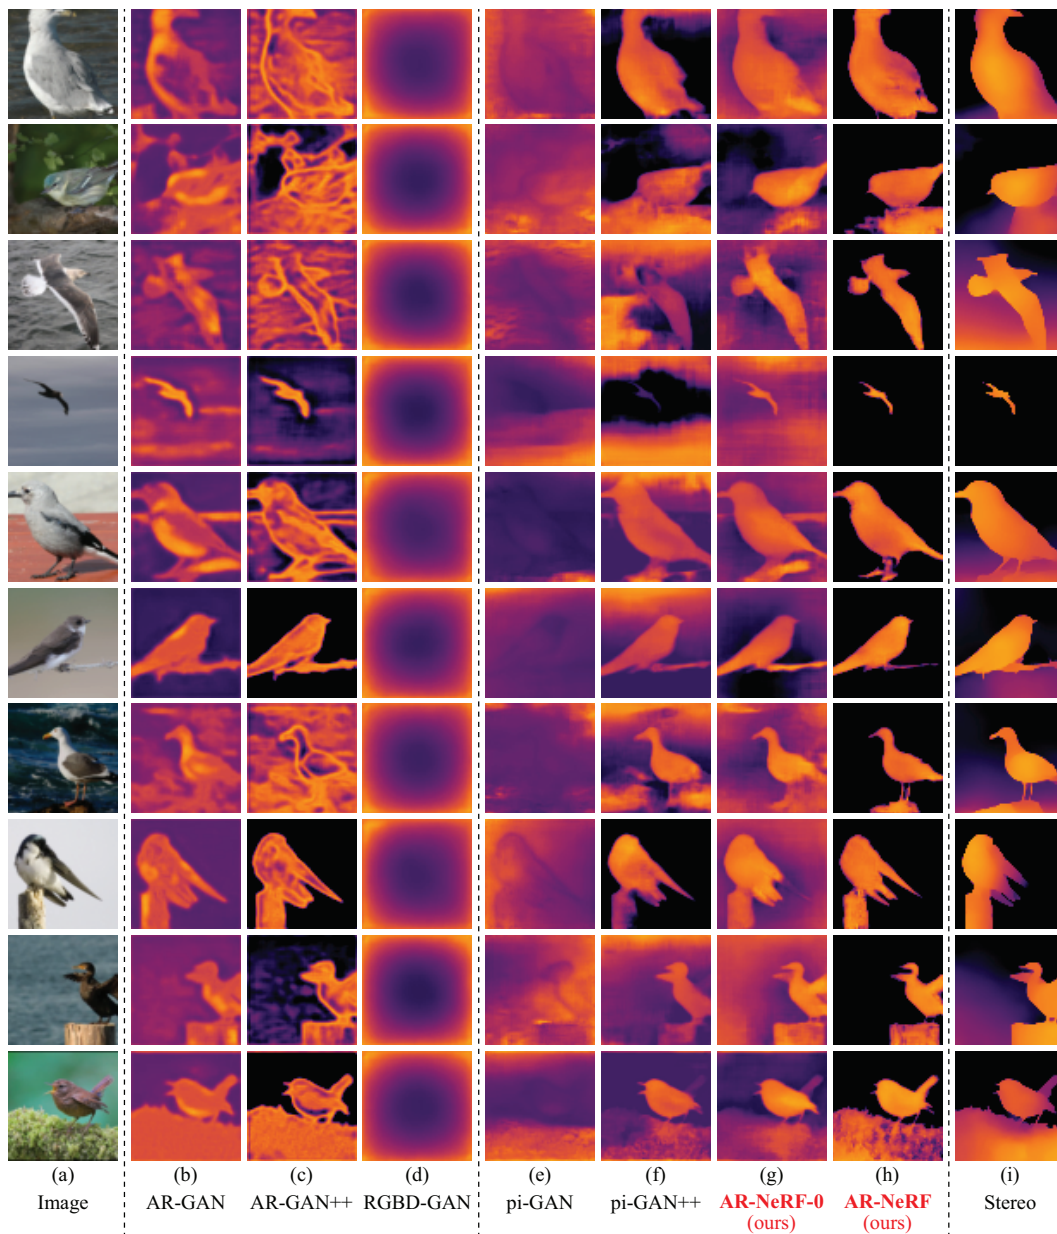 (a) (b) (c) (d) (e) (f) (g) (h) (i)
Image AR-GAN AR-GAN++ RGBD-GAN pi-GAN pi-GAN++ AR-NeRF-0 AR-NeRF Stereo
(ours) (ours)